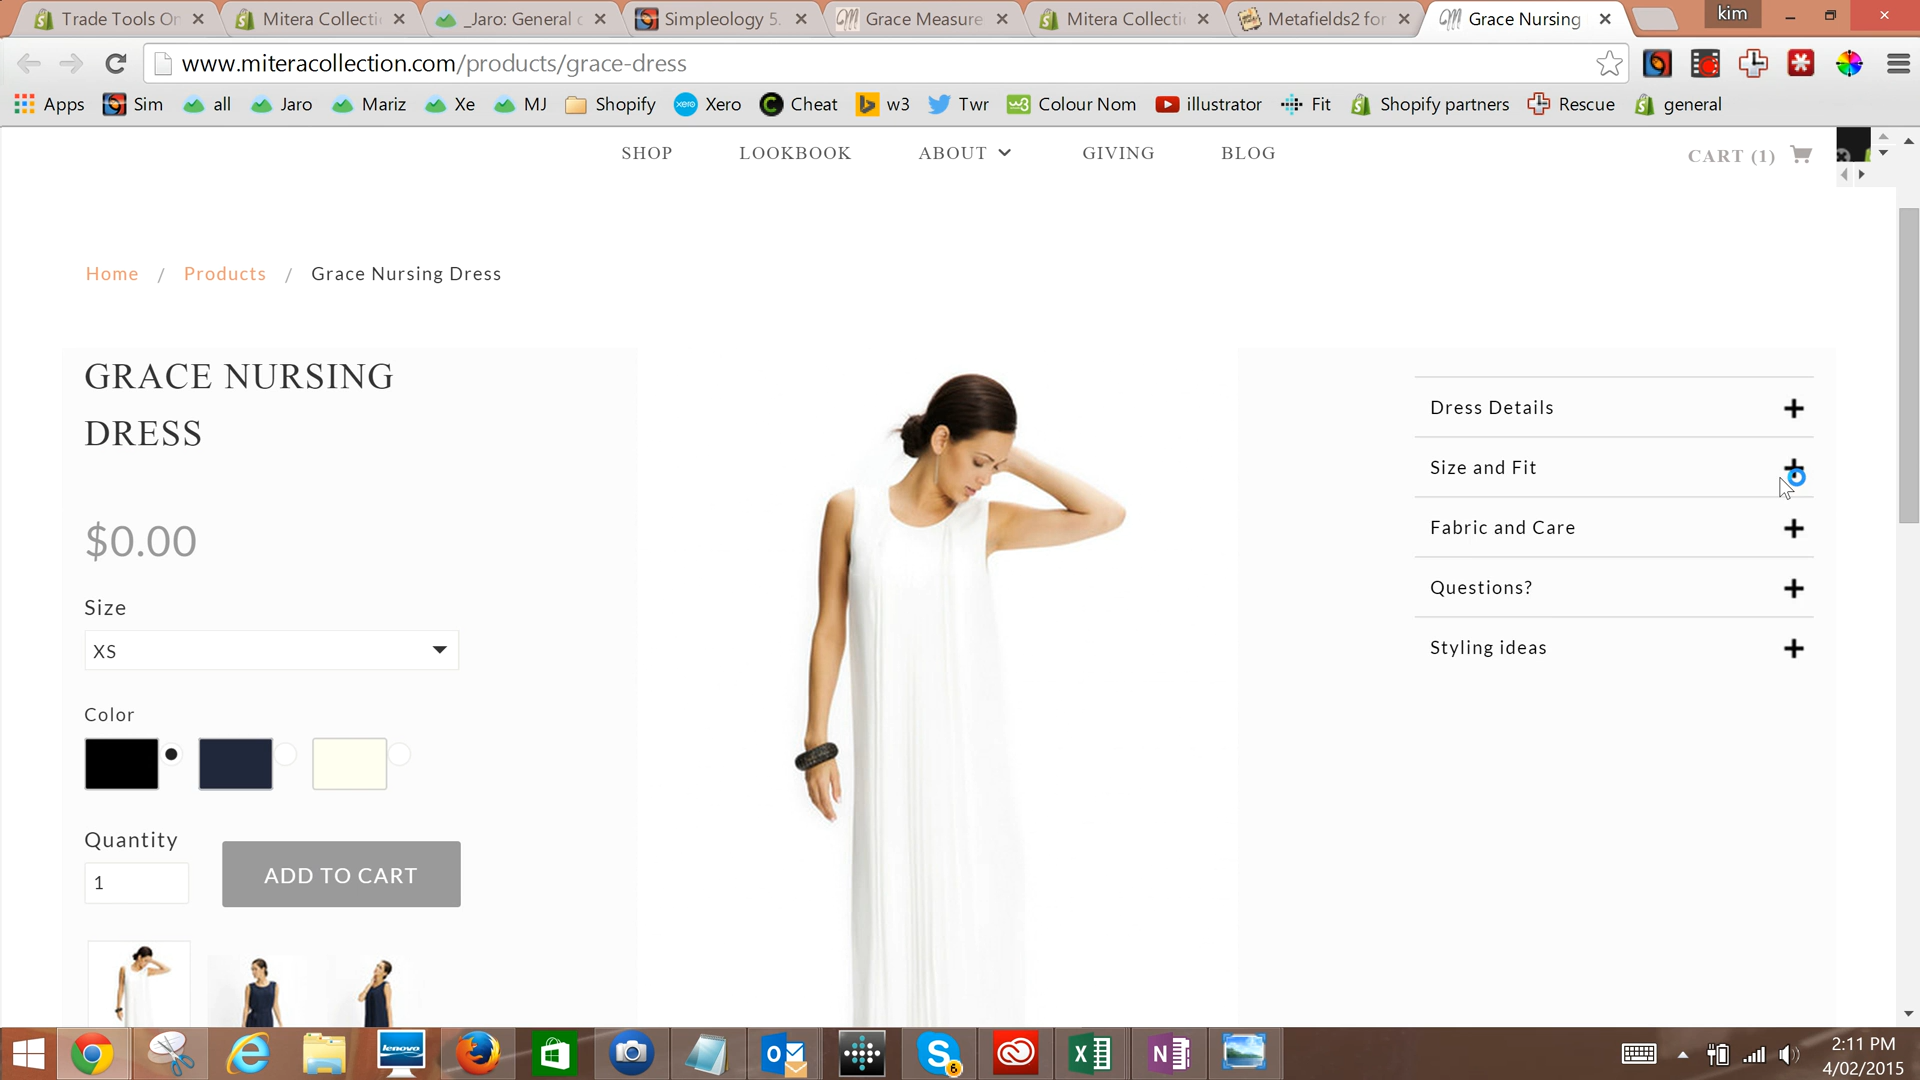 Trade Tools On
Mitera Collecti
_Jaro: General c
Simpleology 5.
Grace Measure
Mitera Collecti
Metafields2 for
Grace Nursing
kim
www.miteracollection.com/products/grace-dress
Apps Sim all Jaro Mariz Xe MJ Shopify Xero Cheat w3 Twr Colour Nom illustrator Fit Shopify partners Rescue general
SHOP LOOKBOOK ABOUT GIVING BLOG CART (1)
Home / Products / Grace Nursing Dress
GRACE NURSING
DRESS
$0.00
Size
XS
Color
Quantity
1
ADD TO CART
Dress Details
Size and Fit
Fabric and Care
Questions?
Styling ideas
lenovo
6
2:11 PM
4/02/2015